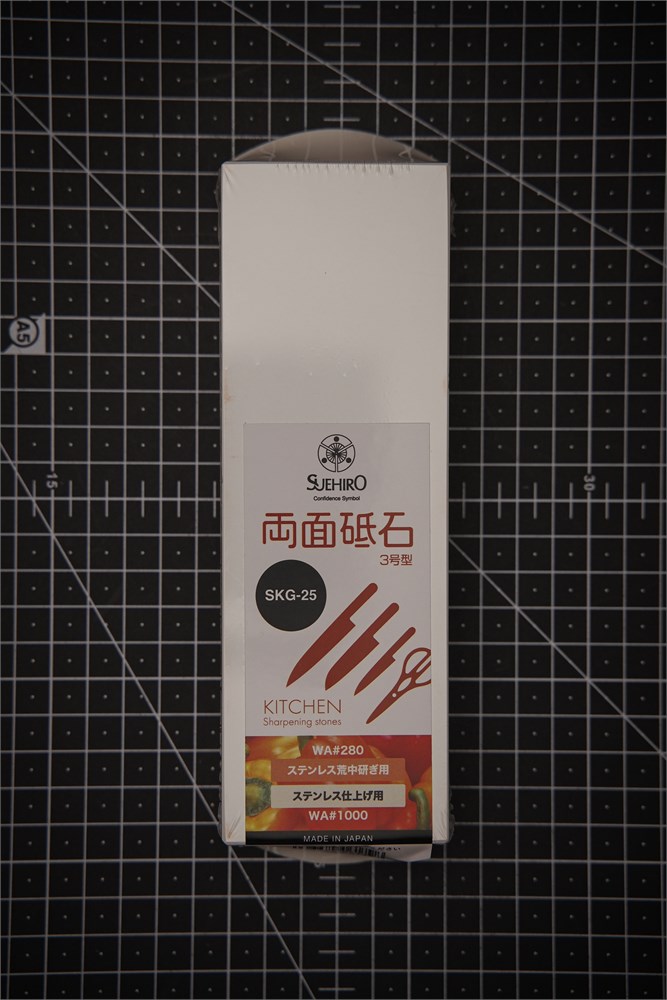 A5
15
30
SUEHIRO
Confidence Symbol
両面砥石
3号型
SKG-25
KITCHEN
Sharpening stones
WA#280
ステンレス荒中研ぎ用
ステンレス仕上げ用
WA#1000
MADE IN JAPAN